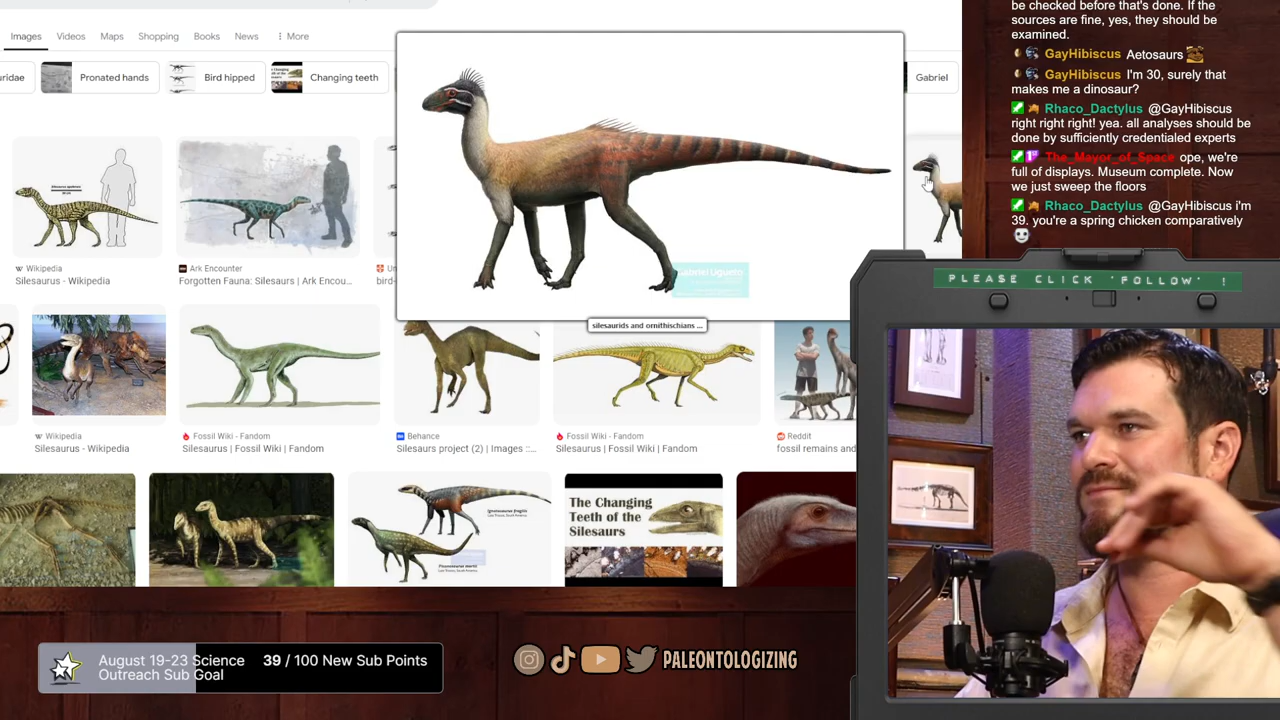 Images Videos Maps Shopping Books News More
Pronated hands Bird hipped Changing teeth Gabriel
Wikipedia
Silesaurus - Wikipedia
Ark Encounter
Forgotten Fauna: Silesaurs | Ark Encou...
silesaurids and ornithischians ...
Wikipedia
Silesaurus - Wikipedia
Fossil Wiki - Fandom
Silesaurus | Fossil Wiki | Fandom
Behance
Silesaurs project (2) | Images ::...
Fossil Wiki - Fandom
Silesaurus | Fossil Wiki | Fandom
Reddit
fossil remains and
The Changing
Teeth of the
Silesaurs
be checked before that's done. If the
sources are fine, yes, they should be
examined.
GayHibiscus Aetosaurs
GayHibiscus I'm 30, surely that
makes me a dinosaur?
Rhaco_Dactylus @GayHibiscus
right right right! yea. all analyses should be
done by sufficiently credentialed experts
The_Mayor_of_Space ope, we're
full of displays. Museum complete. Now
we just sweep the floors
Rhaco_Dactylus @GayHibiscus i'm
39. you're a spring chicken comparatively
PLEASE CLICK 'FOLLOW' !
August 19-23 Science
Outreach Sub Goal
39 / 100 New Sub Points
PALEONTOLOGIZING